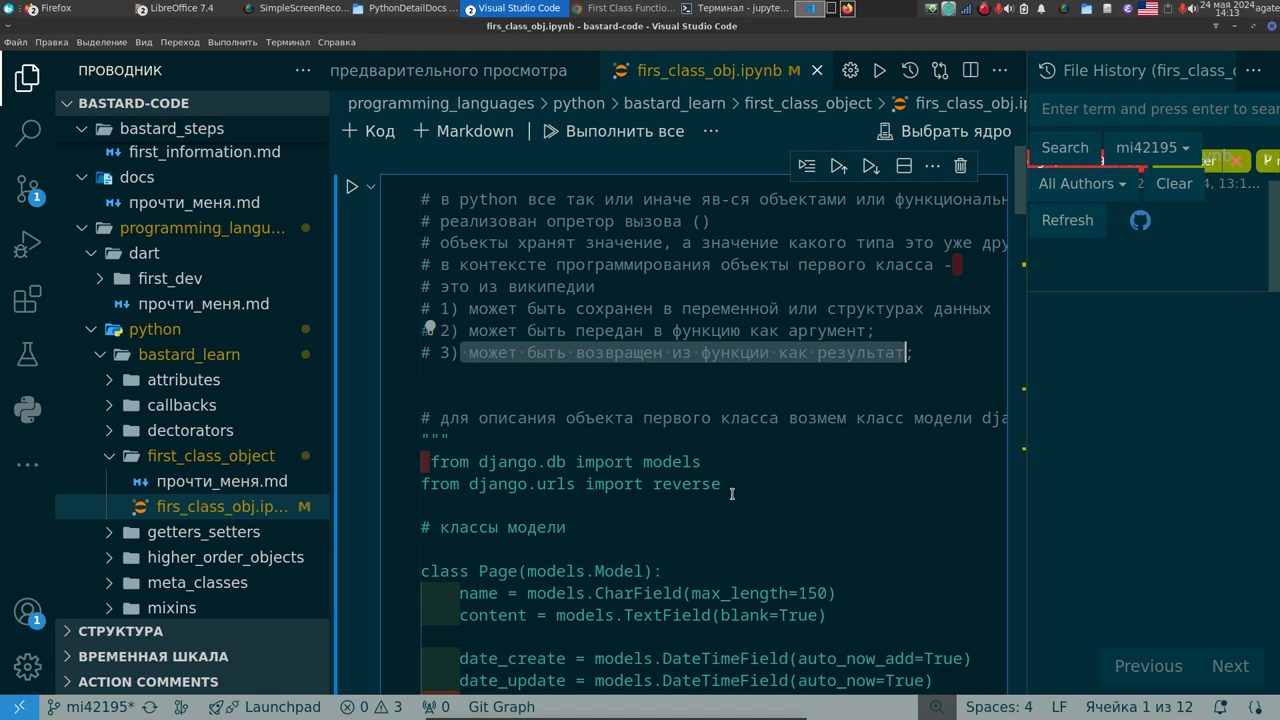 Firefox
LibreOffice 7.4
SimpleScreenReco...
PythonDetailDocs ...
Visual Studio Code
First Class Functio...
Терминал - jupyte...
24 мая 2024
14:13
agate
firs_class_obj.ipynb - bastard-code - Visual Studio Code
Файл Правка Выделение Вид Переход Выполнить Терминал Справка
ПРОВОДНИК
предварительного просмотра
firs_class_obj.ipynb M
File History (firs_class_
BASTARD-CODE
programming_languages > python > bastard_learn > first_class_object > firs_class_obj.ip
Enter term and press enter to sear
bastard_steps
first_information.md
docs
прочти_меня.md
programming_langu...
dart
first_dev
прочти_меня.md
python
bastard_learn
attributes
callbacks
dectorators
first_class_object
прочти_меня.md
firs_class_obj.ip... M
getters_setters
higher_order_objects
meta_classes
mixins
СТРУКТУРА
ВРЕМЕННАЯ ШКАЛА
ACTION COMMENTS
Код Markdown Выполнить все ... Выбрать ядро
# в python все так или иначе яв-ся объектами или функциональн
# реализован опретор вызова ()
# объекты хранят значение, а значение какого типа это уже дру
# в контексте программирования объекты первого класса -
# это из википедии
# 1) может быть сохранен в переменной или структурах данных
# 2) может быть передан в функцию как аргумент;
# 3) может быть возвращен из функции как результат;
# для описания объекта первого класса возмем класс модели dja
"""
from django.db import models
from django.urls import reverse
# классы модели
class Page(models.Model):
name = models.CharField(max_length=150)
content = models.TextField(blank=True)
date_create = models.DateTimeField(auto_now_add=True)
date_update = models.DateTimeField(auto_now=True)
Search mi42195
All Authors Clear
Refresh
Previous Next
mi42195* Launchpad 0 3 0 Git Graph Spaces: 4 LF Ячейка 1 из 12